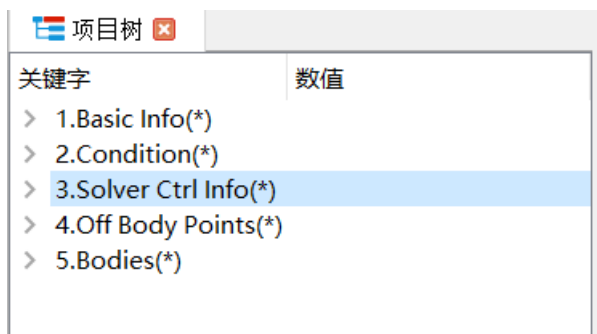 项目树
关键字 数值
1.Basic Info(*)
2.Condition(*)
3.Solver Ctrl Info(*)
4.Off Body Points(*)
5.Bodies(*)